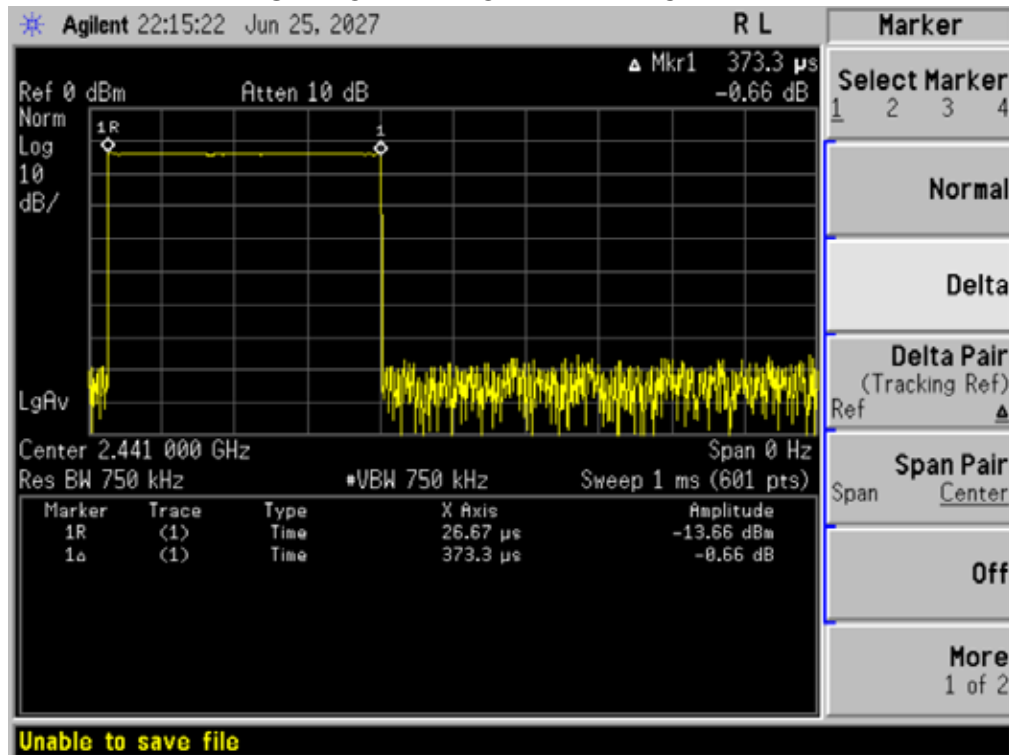 Agilent 22:15:22 Jun 25, 2027 R L
Δ Mkr1 373.3 µs
Ref 0 dBm Atten 10 dB -0.66 dB
Norm
Log
10
dB/
1R
1
LgAv
Center 2.441 000 GHz Span 0 Hz
Res BW 750 kHz #VBW 750 kHz Sweep 1 ms (601 pts)
Marker Trace Type X Axis Amplitude
1R (1) Time 26.67 µs -13.66 dBm
1Δ (1) Time 373.3 µs -0.66 dB
Unable to save file
Marker
Select Marker
1 2 3 4
Normal
Delta
Delta Pair
(Tracking Ref)
Ref Δ
Span Pair
Span Center
Off
More
1 of 2